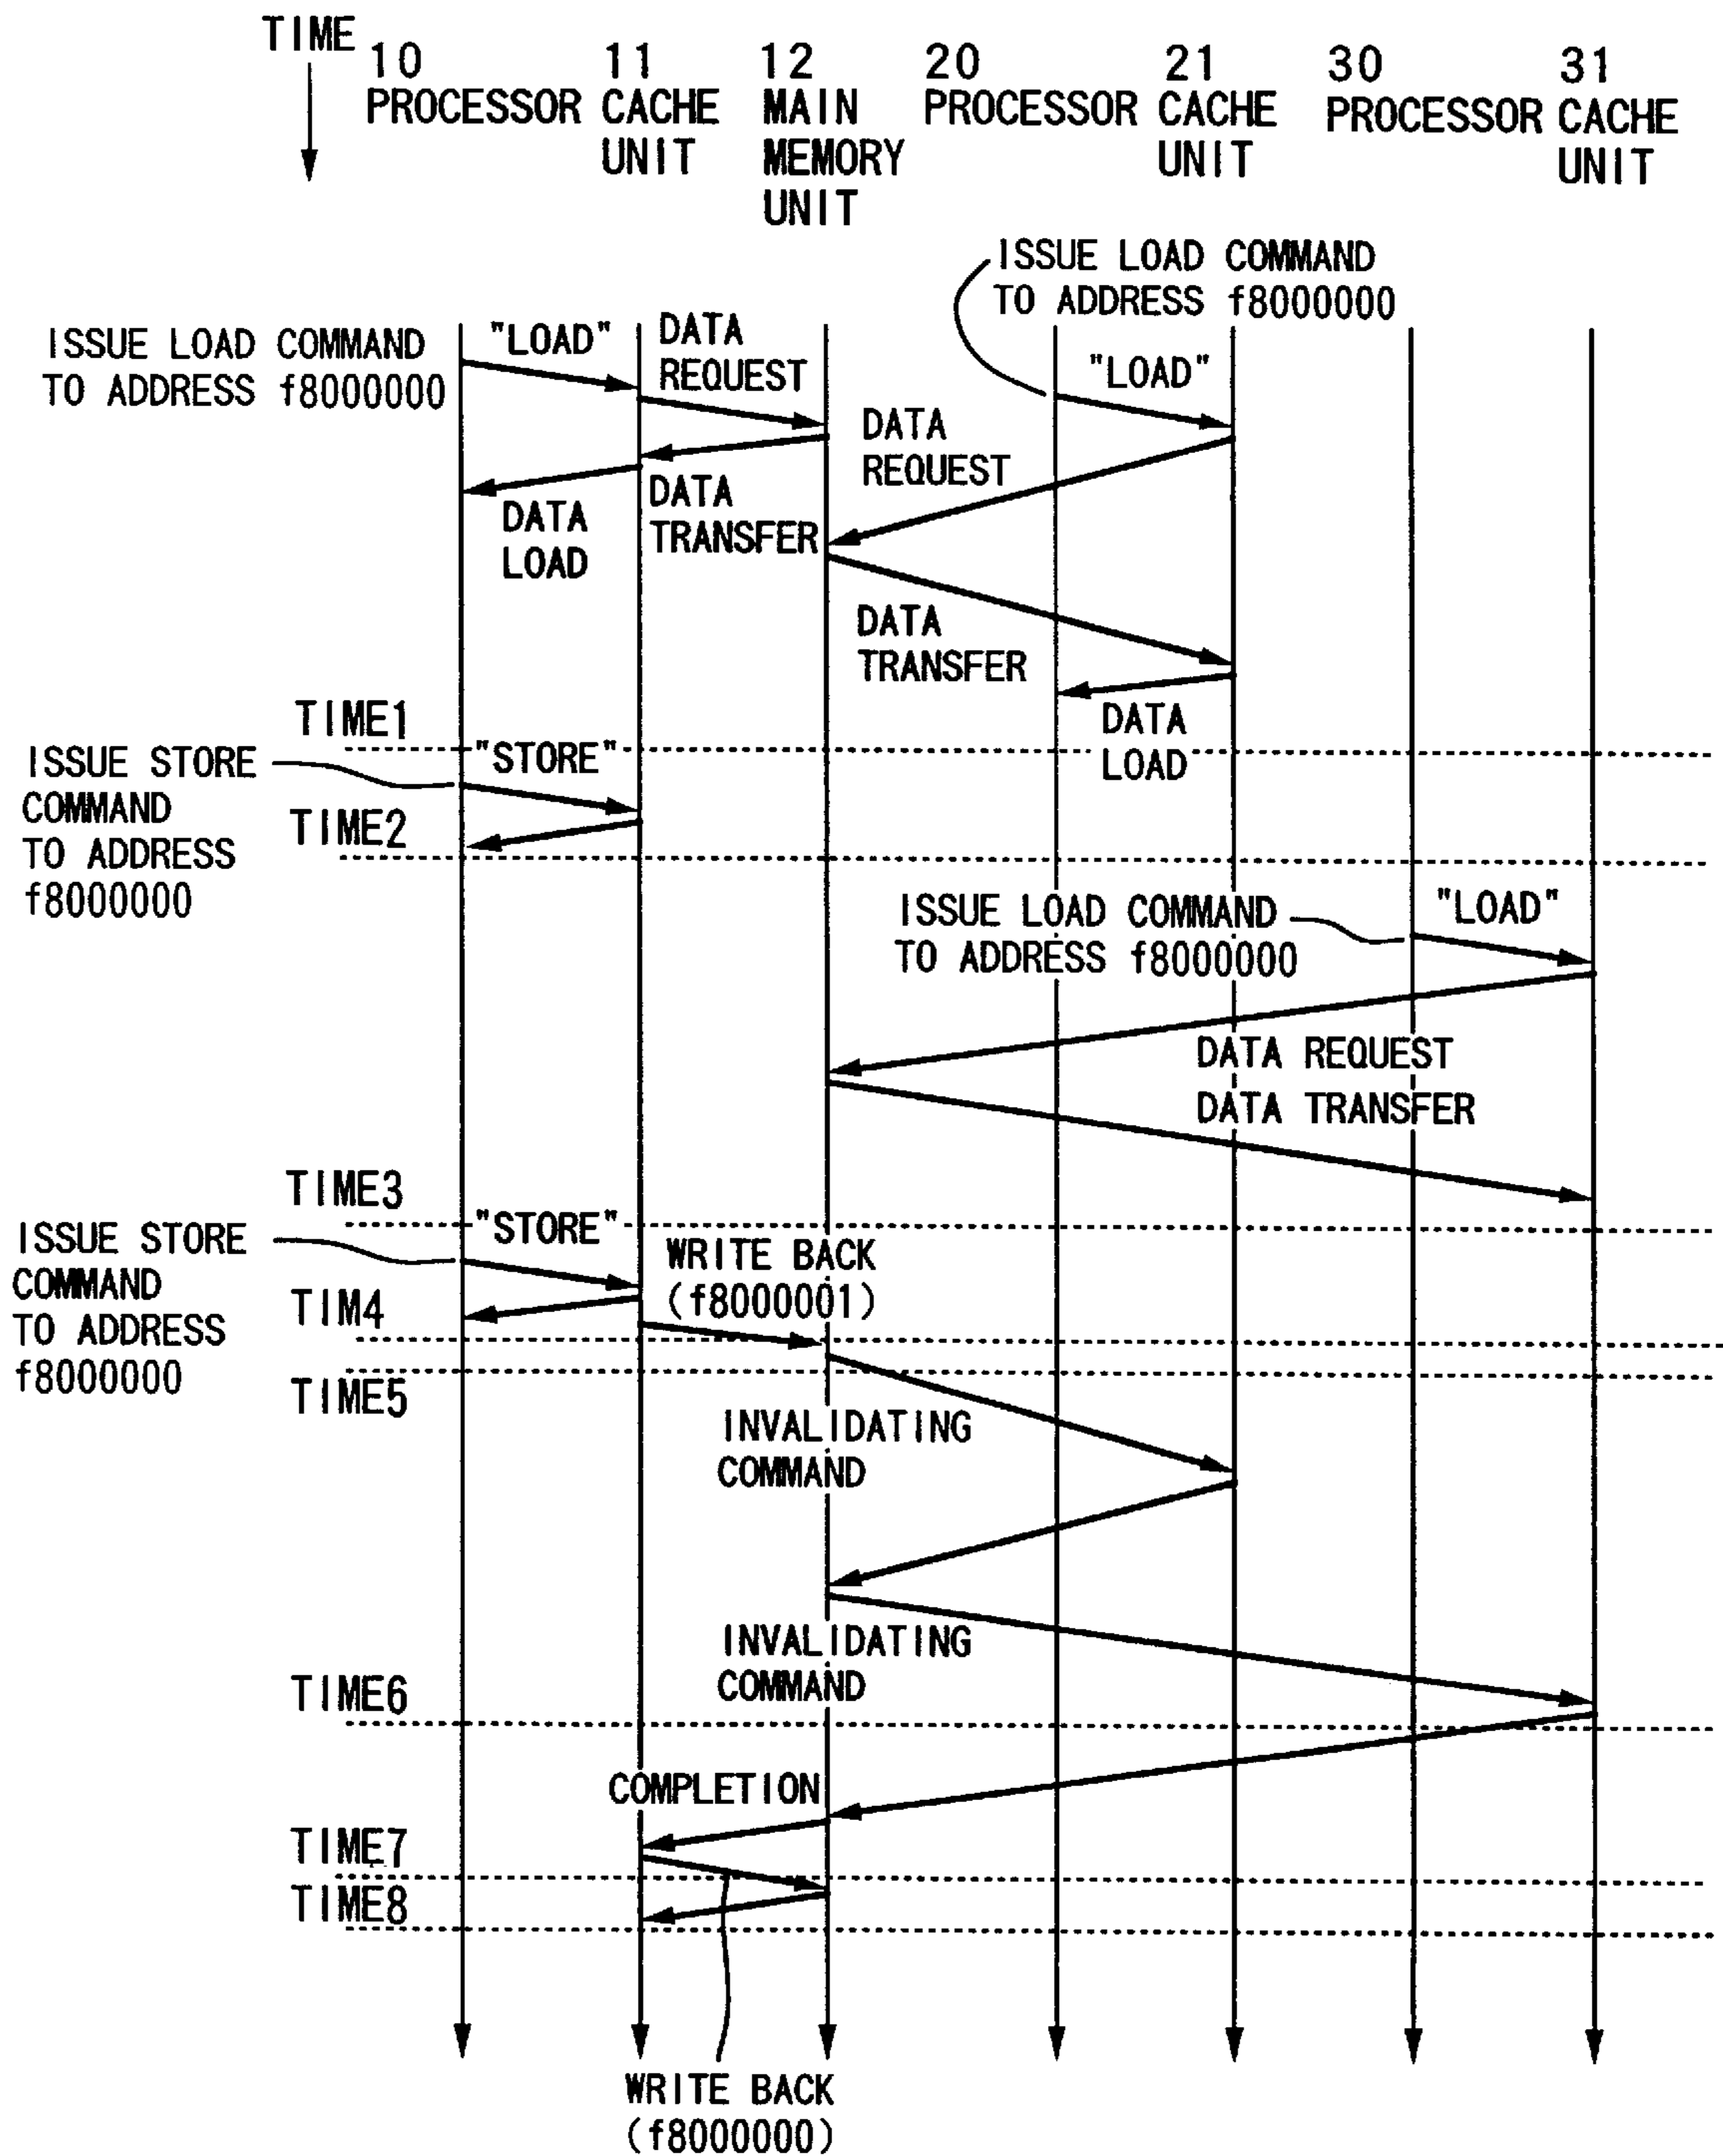 TIME
10
PROCESSOR
11
CACHE
UNIT
12
MAIN
MEMORY
UNIT
20
PROCESSOR
21
CACHE
UNIT
30
PROCESSOR
31
CACHE
UNIT
ISSUE LOAD COMMAND
TO ADDRESS f8000000
ISSUE LOAD COMMAND
TO ADDRESS f8000000
"LOAD"
DATA
REQUEST
"LOAD"
DATA
REQUEST
DATA
LOAD
DATA
TRANSFER
DATA
TRANSFER
DATA
LOAD
TIME1
ISSUE STORE
COMMAND
TO ADDRESS
f8000000
"STORE"
TIME2
ISSUE LOAD COMMAND
TO ADDRESS f8000000
"LOAD"
DATA REQUEST
DATA TRANSFER
TIME3
ISSUE STORE
COMMAND
TO ADDRESS
f8000000
"STORE"
WRITE BACK
(f8000001)
TIM4
TIME5
INVALIDATING
COMMAND
INVALIDATING
COMMAND
TIME6
COMPLETION
TIME7
TIME8
WRITE BACK
(f8000000)